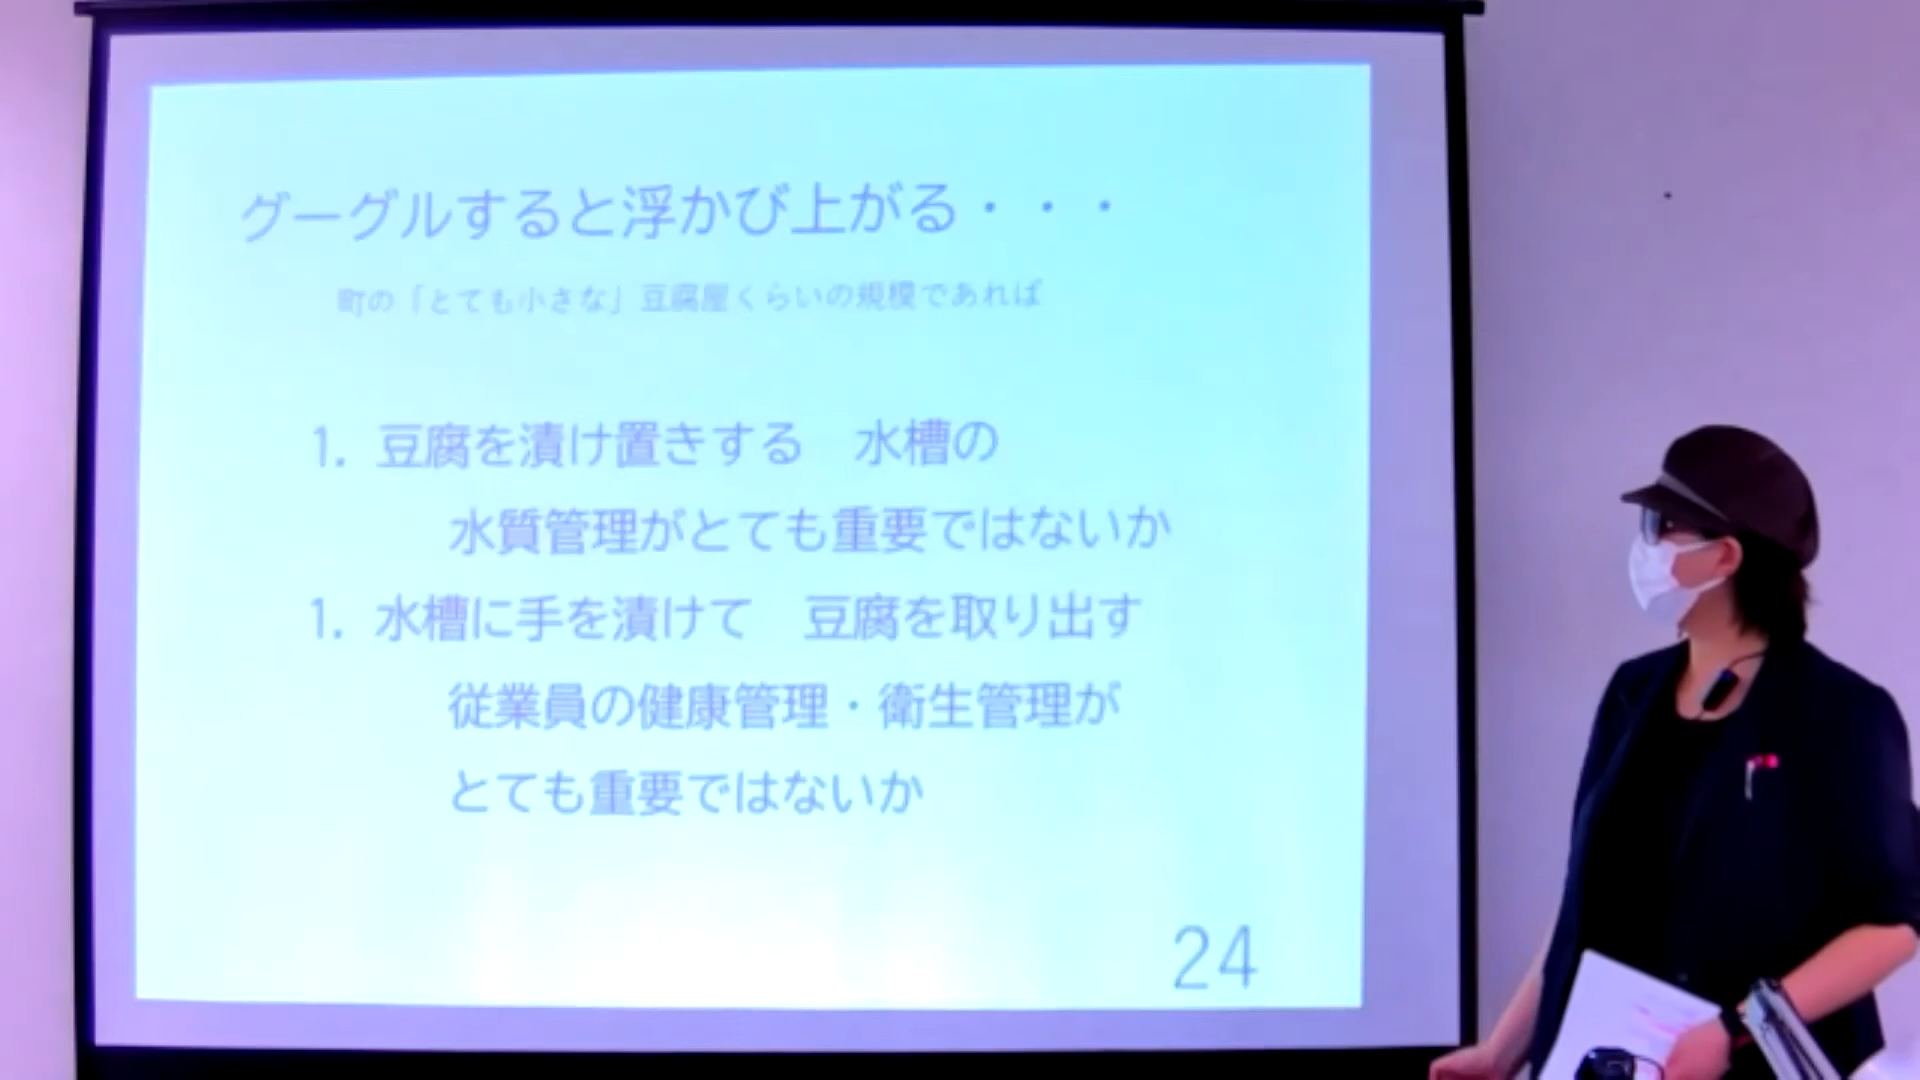 グーグルすると浮かび上がる・・・
町の「とても小さな」豆腐屋くらいの規模であれば
1. 豆腐を漬け置きする　水槽の
水質管理がとても重要ではないか
1. 水槽に手を漬けて　豆腐を取り出す
従業員の健康管理・衛生管理が
とても重要ではないか
24